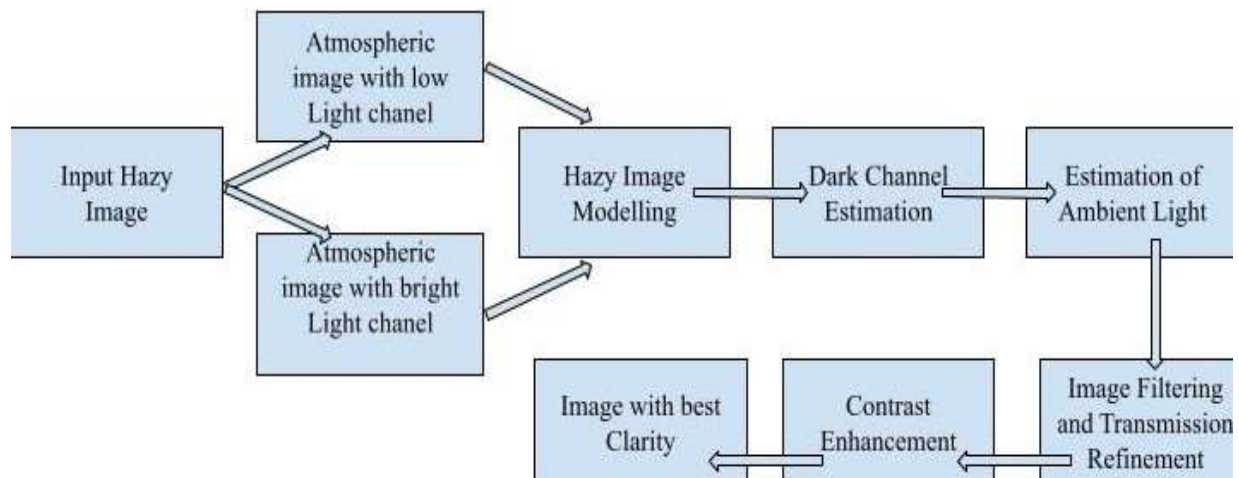 Input Hazy
Image
Atmospheric
image with low
Light chanel
Atmospheric
image with bright
Light chanel
Hazy Image
Modelling
Dark Channel
Estimation
Estimation of
Ambient Light
Image Filtering
and Transmission
Refinement
Contrast
Enhancement
Image with best
Clarity